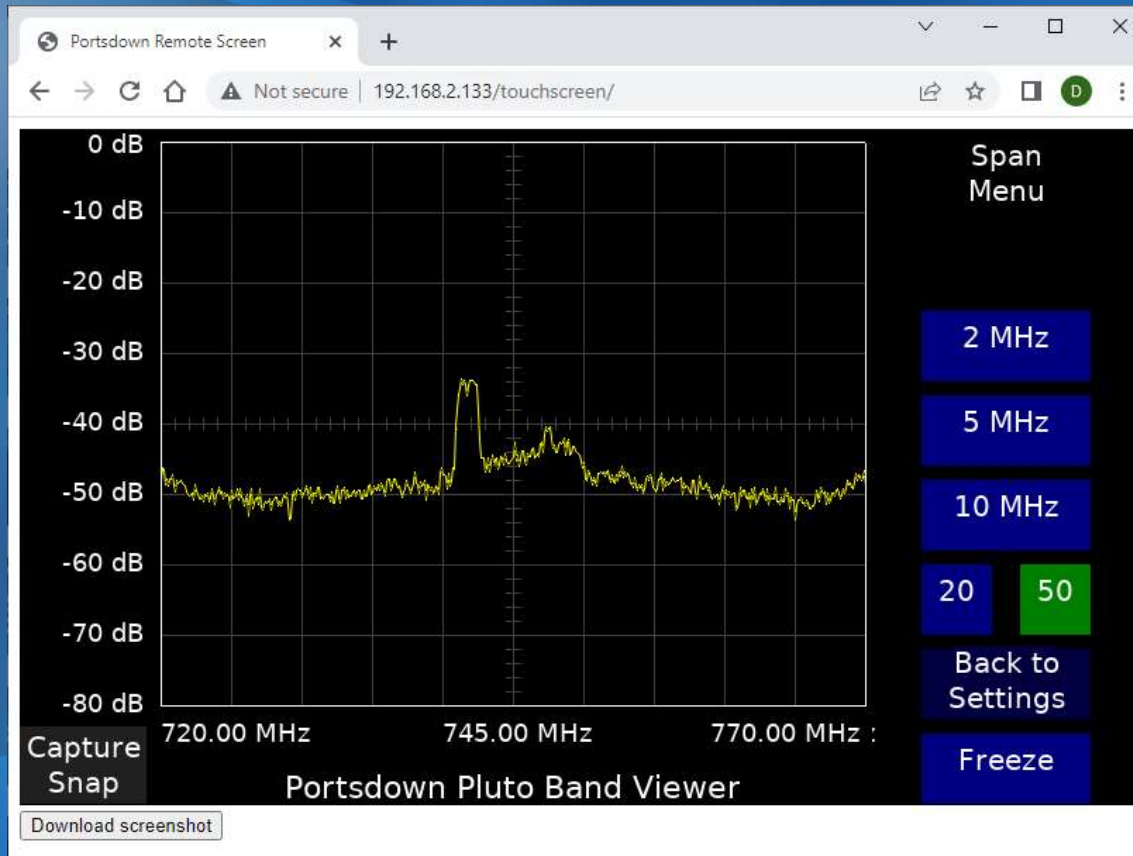 Portsdown Remote Screen
Not secure
192.168.2.133/touchscreen/
D
0 dB
-10 dB
-20 dB
-30 dB
-40 dB
-50 dB
-60 dB
-70 dB
-80 dB
720.00 MHz
745.00 MHz
770.00 MHz :
Portsdown Pluto Band Viewer
Capture
Snap
Span
Menu
2 MHz
5 MHz
10 MHz
20
50
Back to
Settings
Freeze
Download screenshot